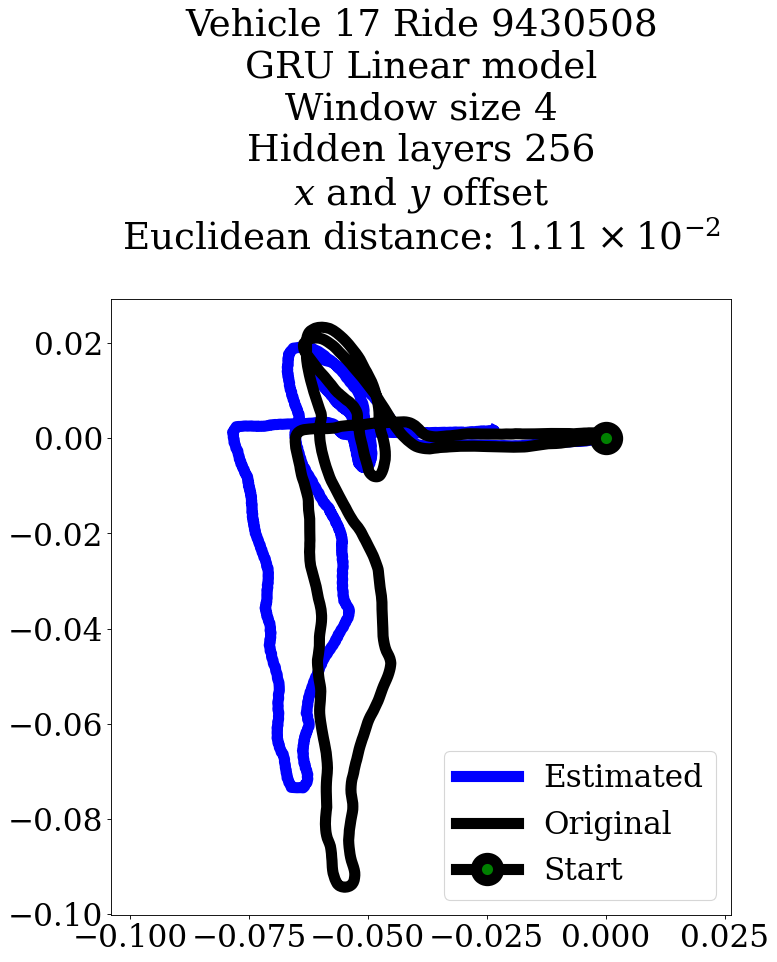 Vehicle 17 Ride 9430508
GRU Linear model
Window size 4
Hidden layers 256
x and y offset
Euclidean distance: 1.11 × 10⁻²
0.02
0.00
−0.02
−0.04
−0.06
−0.08
−0.10
Estimated
Original
Start
−0.100 −0.075 −0.050 −0.025 0.000 0.025